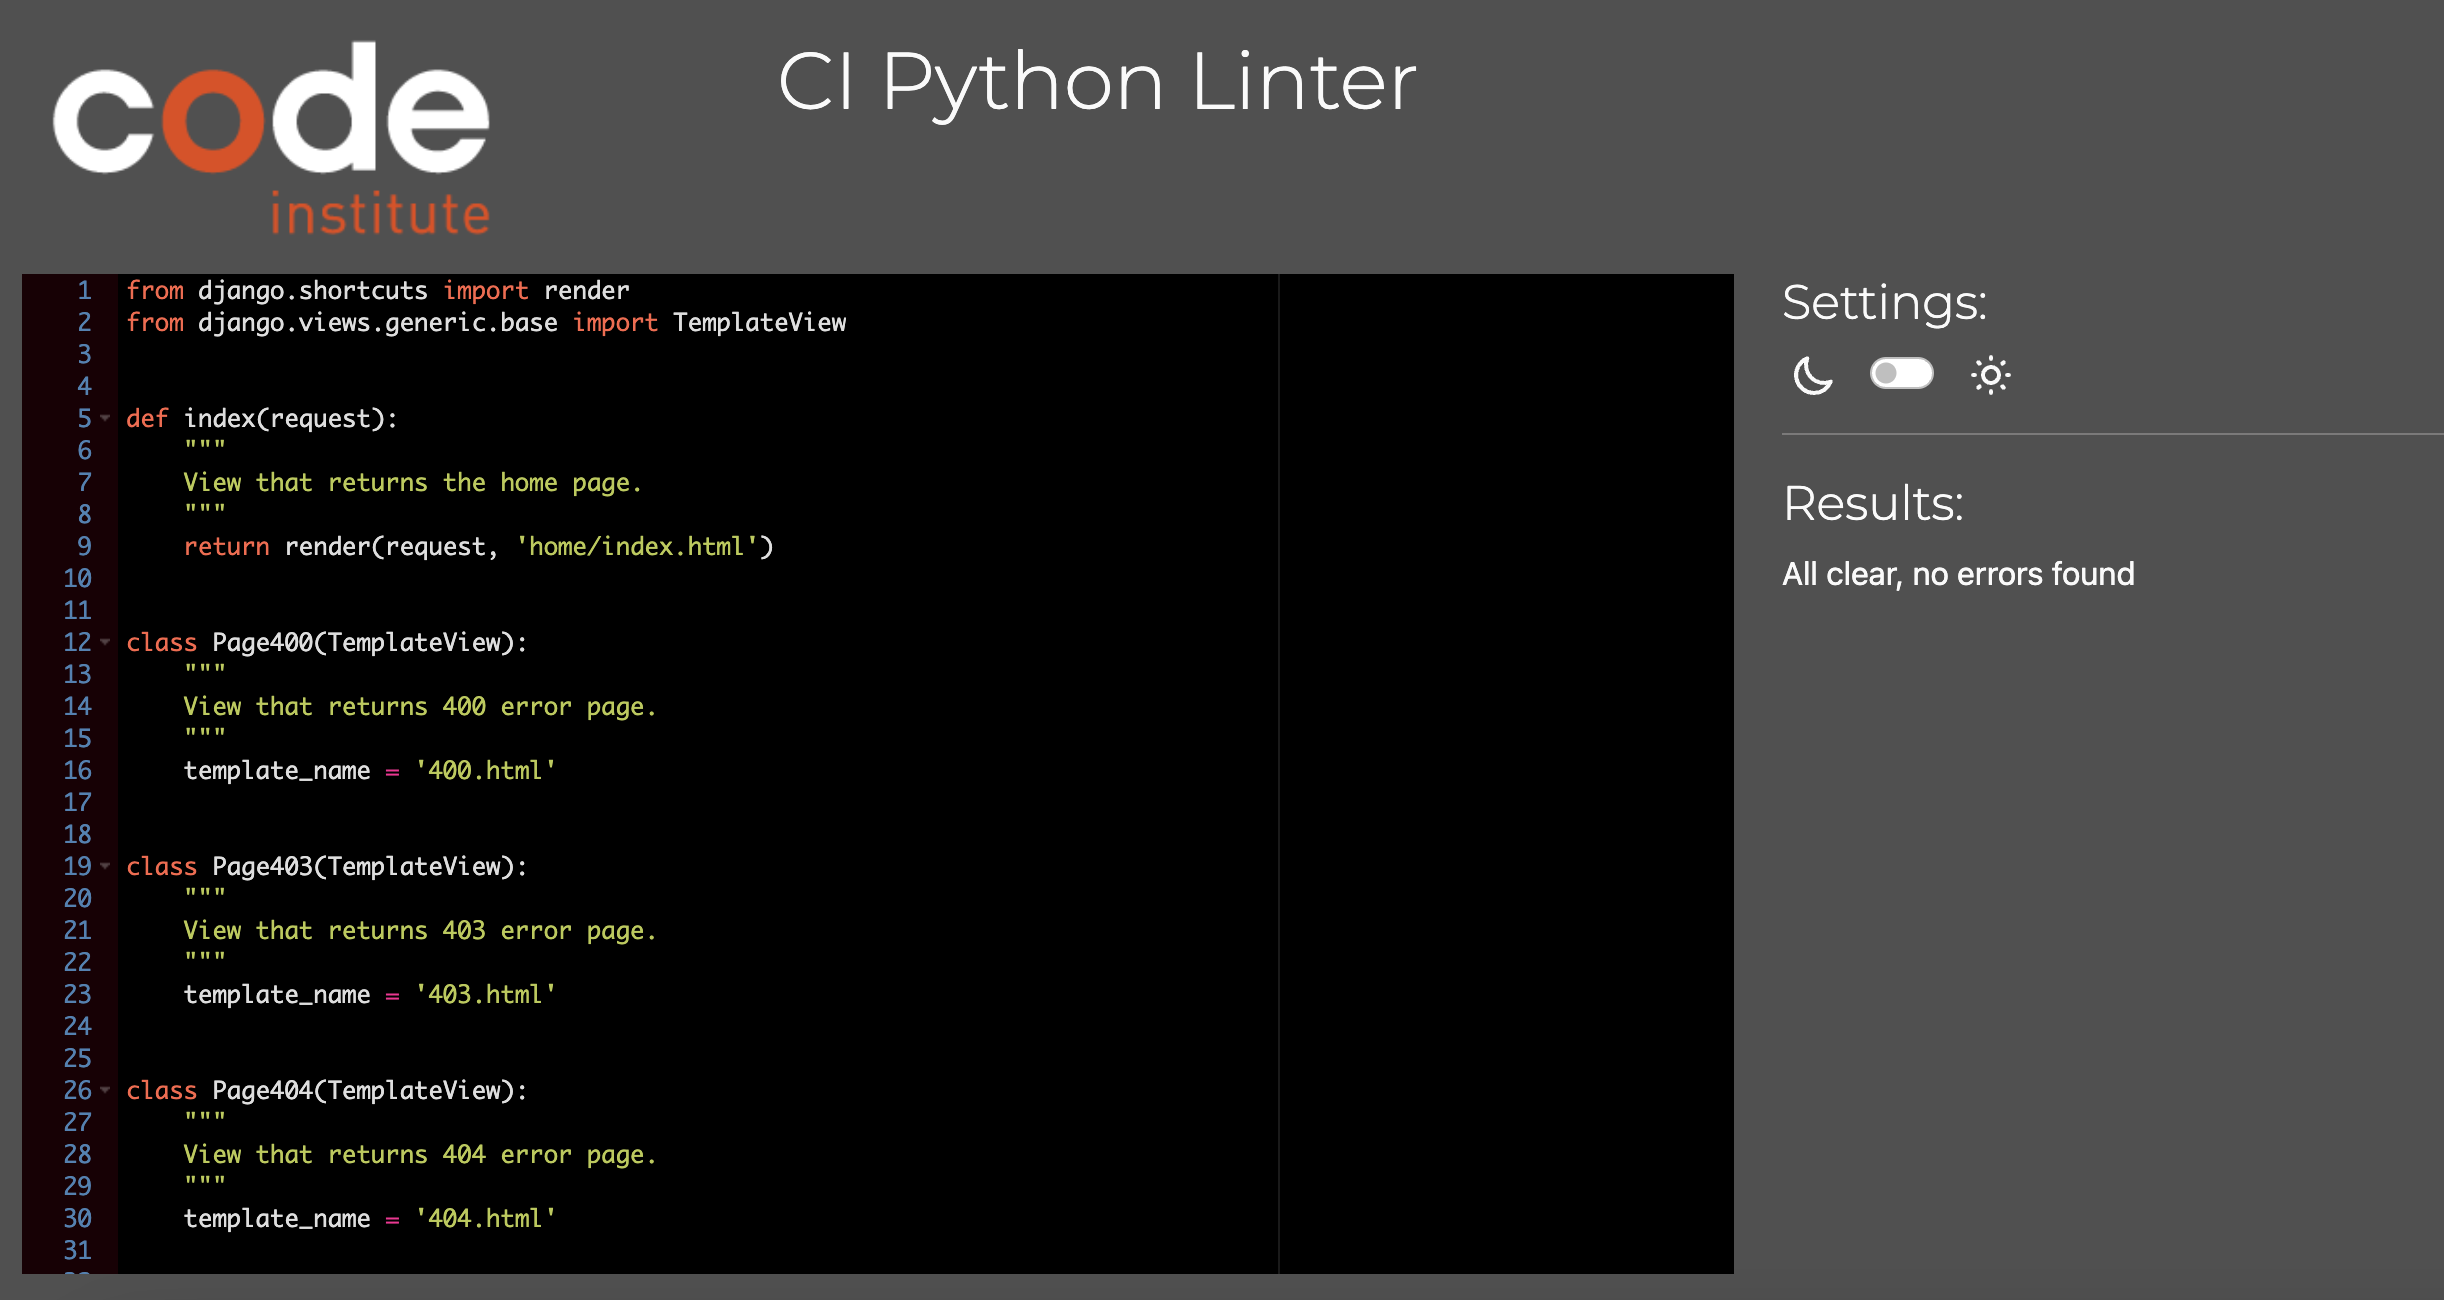 code
institute
CI Python Linter
1 from django.shortcuts import render
2 from django.views.generic.base import TemplateView
3
4
5 def index(request):
6     """
7     View that returns the home page.
8     """
9     return render(request, 'home/index.html')
10
11
12 class Page400(TemplateView):
13     """
14     View that returns 400 error page.
15     """
16     template_name = '400.html'
17
18
19 class Page403(TemplateView):
20     """
21     View that returns 403 error page.
22     """
23     template_name = '403.html'
24
25
26 class Page404(TemplateView):
27     """
28     View that returns 404 error page.
29     """
30     template_name = '404.html'
31
Settings:
Results:
All clear, no errors found